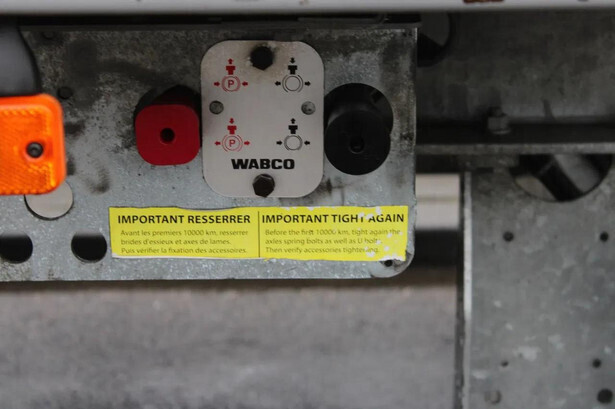 P
P
WABCO
IMPORTANT RESSERRER
Avant les premiers 10000 km, resserrer
brides d'essieux et axes de lames.
Puis vérifier la fixation des accessoires.
IMPORTANT TIGHT AGAIN
Before the first 10000 km, tight again the
axles spring bolts as well as U bolts
Then verify accessories tightening.